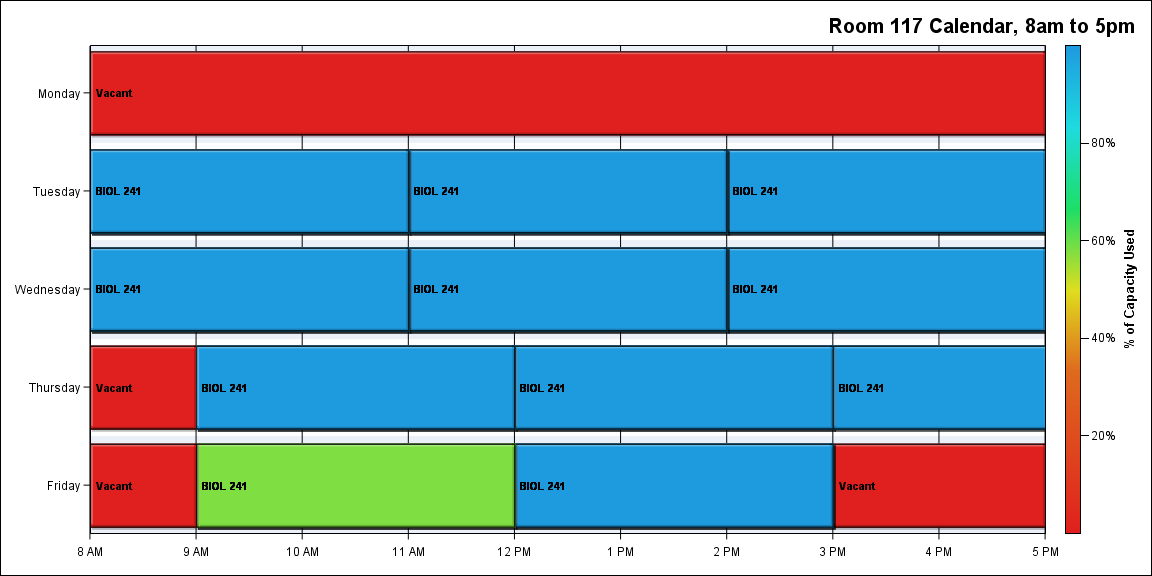 Room 117 Calendar, 8am to 5pm
Monday
Vacant
Tuesday
BIOL 241
BIOL 241
BIOL 241
Wednesday
BIOL 241
BIOL 241
BIOL 241
Thursday
Vacant
BIOL 241
BIOL 241
BIOL 241
Friday
Vacant
BIOL 241
BIOL 241
Vacant
8 AM
9 AM
10 AM
11 AM
12 PM
1 PM
2 PM
3 PM
4 PM
5 PM
80%
60%
40%
20%
% of Capacity Used